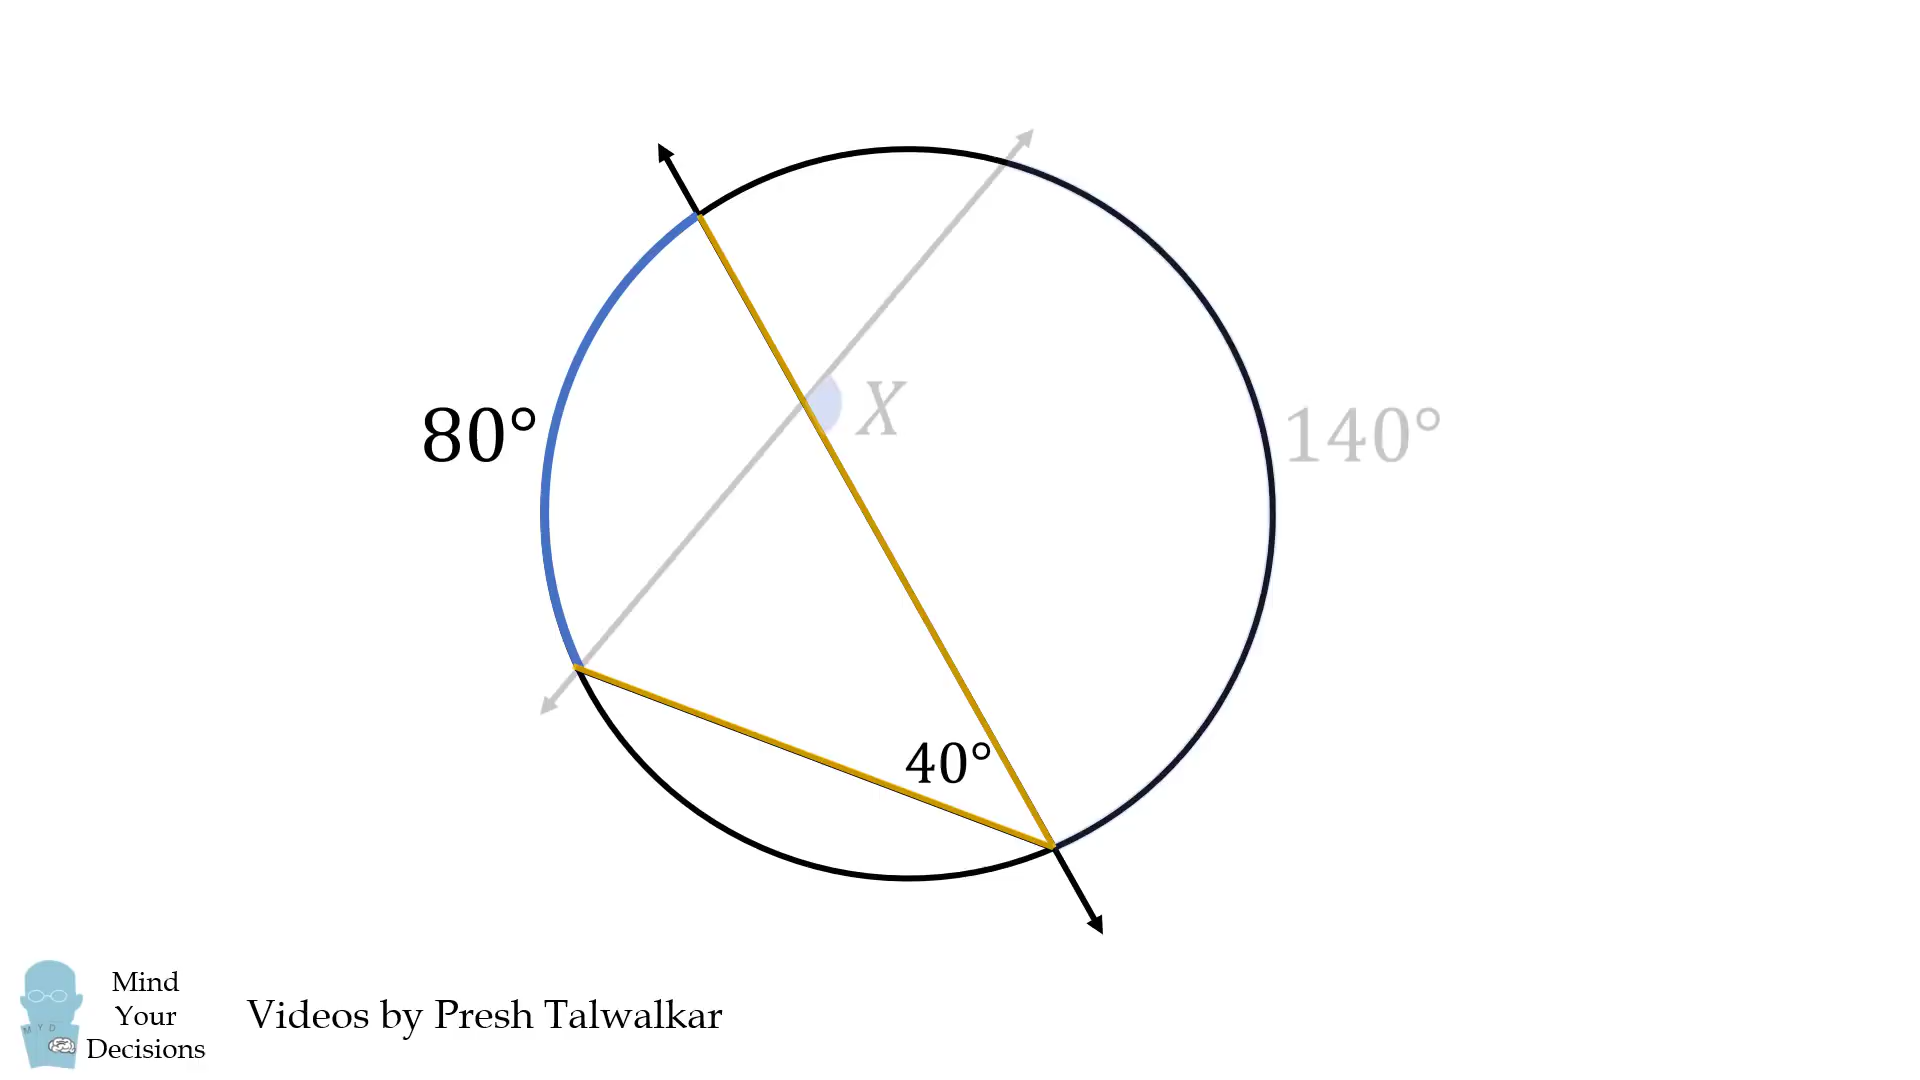 80°
X
140°
40°
M Y D
Mind
Your
Decisions
Videos by Presh Talwalkar